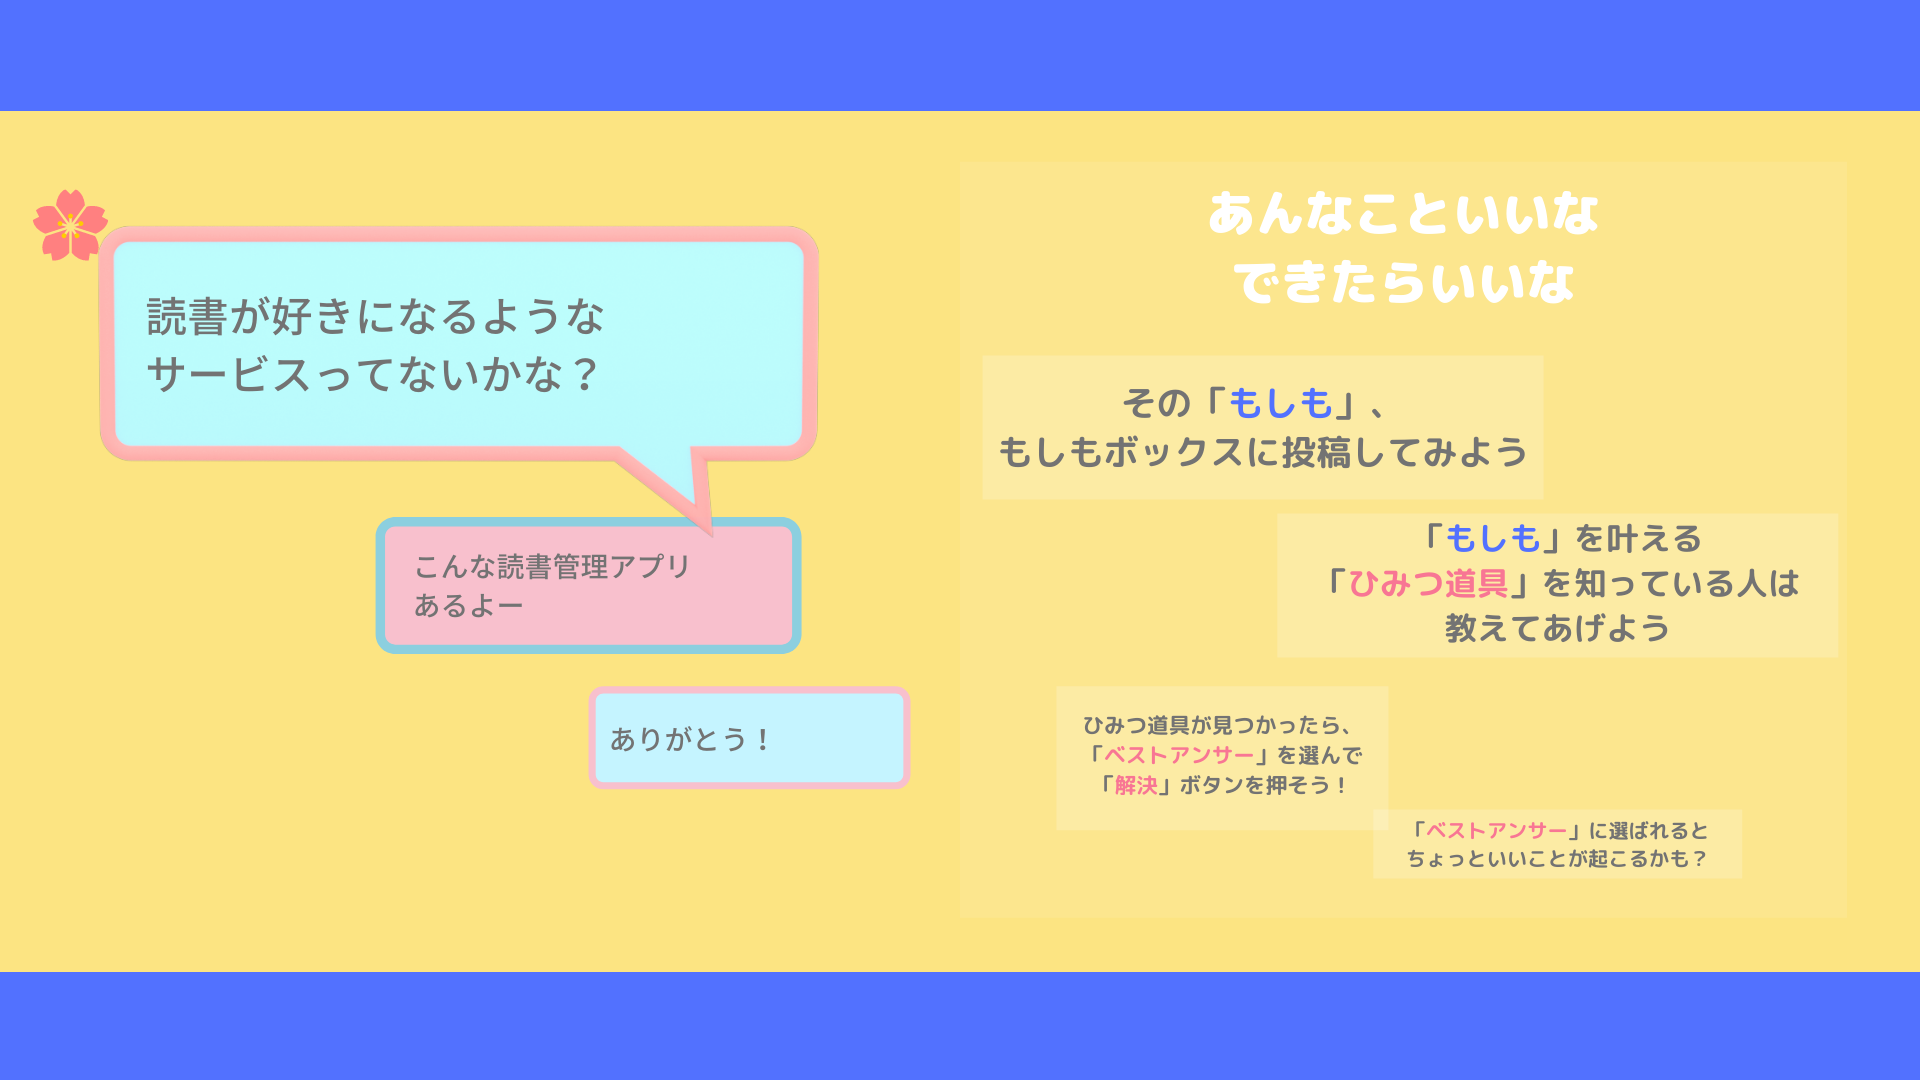 読書が好きになるような
サービスってないかな？
こんな読書管理アプリ
あるよー
ありがとう！
あんなこといいな
できたらいいな
その「もしも」、
もしもボックスに投稿してみよう
「もしも」を叶える
「ひみつ道具」を知っている人は
教えてあげよう
ひみつ道具が見つかったら、
「ベストアンサー」を選んで
「解決」ボタンを押そう！
「ベストアンサー」に選ばれると
ちょっといいことが起こるかも？